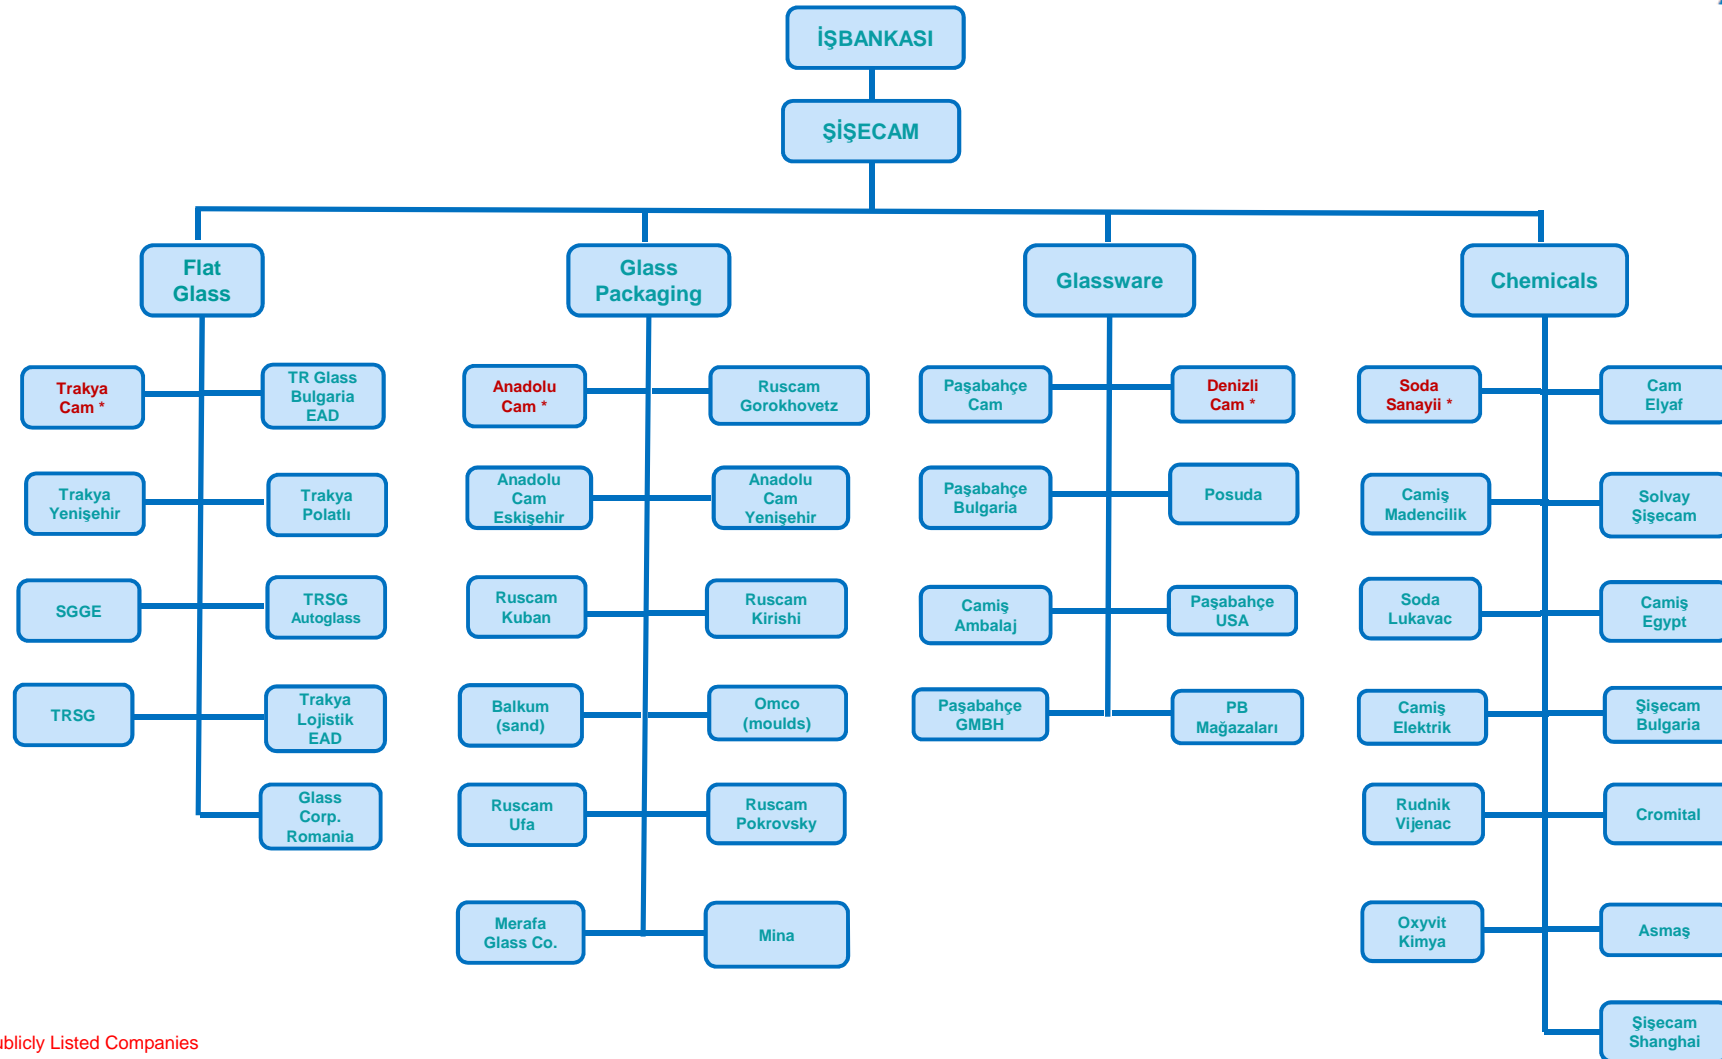 İŞBANKASI
ŞİŞECAM
Flat
Glass
Glass
Packaging
Glassware
Chemicals
Trakya
Cam *
TR Glass
Bulgaria
EAD
Trakya
Yenişehir
Trakya
Polatlı
SGGE
TRSG
Autoglass
TRSG
Trakya
Lojistik
EAD
Glass
Corp.
Romania
Anadolu
Cam *
Ruscam
Gorokhovetz
Anadolu
Cam
Eskişehir
Anadolu
Cam
Yenişehir
Ruscam
Kuban
Ruscam
Kirishi
Balkum
(sand)
Omco
(moulds)
Ruscam
Ufa
Ruscam
Pokrovsky
Merafa
Glass Co.
Mina
Paşabahçe
Cam
Denizli
Cam *
Paşabahçe
Bulgaria
Posuda
Camiş
Ambalaj
Paşabahçe
USA
Paşabahçe
GMBH
PB
Mağazaları
Soda
Sanayii *
Cam
Elyaf
Camiş
Madencilik
Solvay
Şişecam
Soda
Lukavac
Camiş
Egypt
Camiş
Elektrik
Şişecam
Bulgaria
Rudnik
Vijenac
Cromital
Oxyvit
Kimya
Asmaş
Şişecam
Shanghai
ublicly Listed Companies